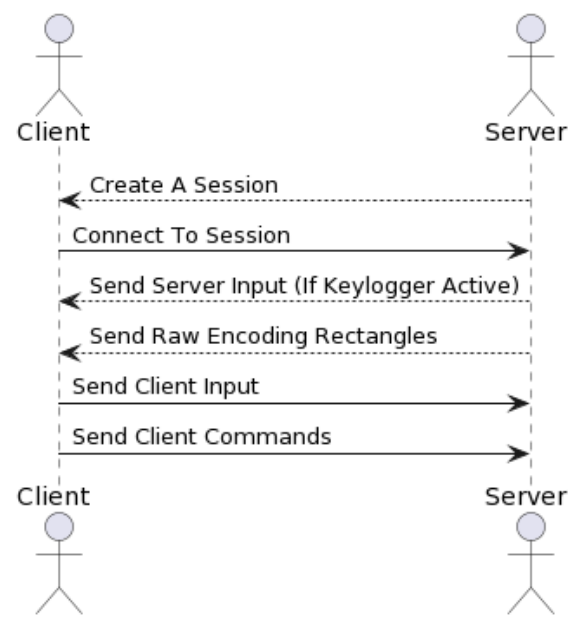 Client Server
Create A Session
Connect To Session
Send Server Input (If Keylogger Active)
Send Raw Encoding Rectangles
Send Client Input
Send Client Commands
Client Server